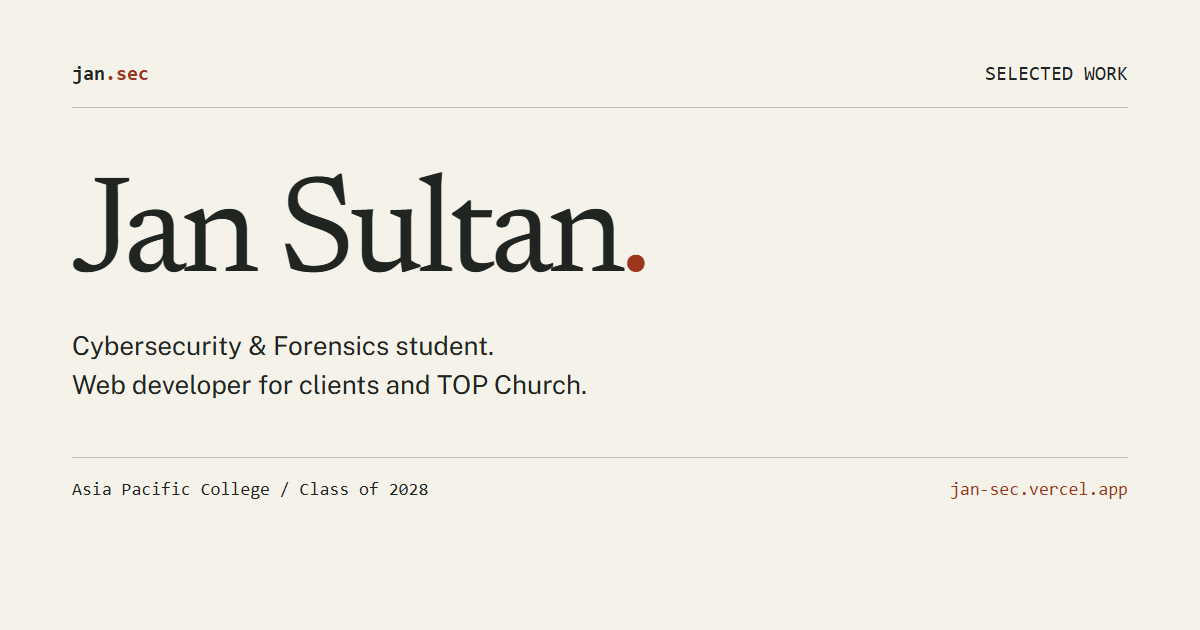 jan.sec
SELECTED WORK
Jan Sultan.
Cybersecurity & Forensics student.
Web developer for clients and TOP Church.
Asia Pacific College / Class of 2028
jan-sec.vercel.app